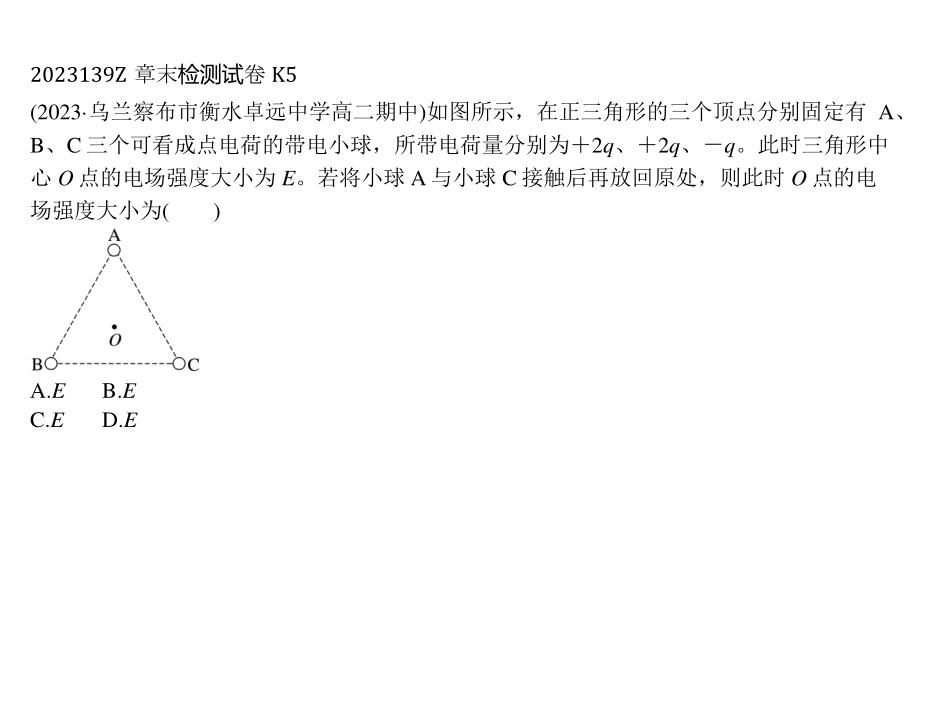 2023139Z 章末检测试卷 K5
(2023·乌兰察布市衡水卓远中学高二期中)如图所示，在正三角形的三个顶点分别固定有 A、
B、C 三个可看成点电荷的带电小球，所带电荷量分别为＋2q、＋2q、－q。此时三角形中
心 O 点的电场强度大小为 E。若将小球 A 与小球 C 接触后再放回原处，则此时 O 点的电
场强度大小为(　　)
A
O
B
C
A.E B.E
C.E D.E